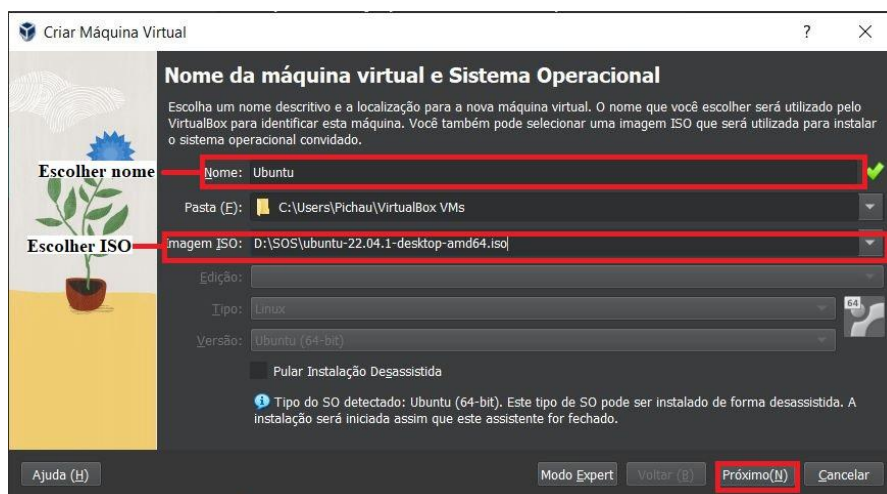 Criar Máquina Virtual
?
Nome da máquina virtual e Sistema Operacional
Escolha um nome descritivo e a localização para a nova máquina virtual. O nome que você escolher será utilizado pelo
VirtualBox para identificar esta máquina. Você também pode selecionar uma imagem ISO que será utilizada para instalar
o sistema operacional convidado.
Escolher nome
Nome: Ubuntu
Pasta (F): C:\Users\Pichau\VirtualBox VMs
Escolher ISO
Imagem ISO: D:\SOS\ubuntu-22.04.1-desktop-amd64.iso
Edição:
Tipo: Linux
64
Versão: Ubuntu (64-bit)
Pular Instalação Desassistida
Tipo do SO detectado: Ubuntu (64-bit). Este tipo de SO pode ser instalado de forma desassistida. A
instalação será iniciada assim que este assistente for fechado.
Ajuda (H) Modo Expert Voltar (B) Próximo(N) Cancelar